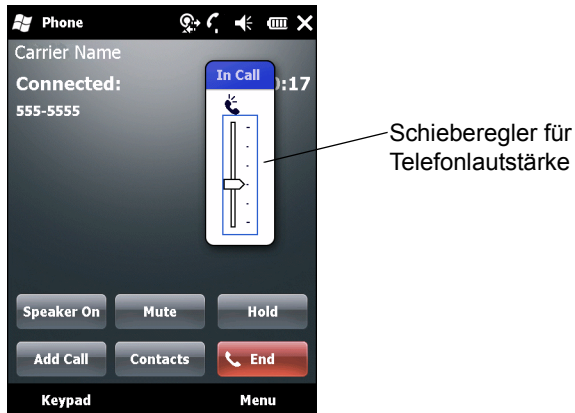 Phone
Carrier Name
Connected:
:17
555-5555
In Call
Schieberegler für
Telefonlautstärke
Speaker On
Mute
Hold
Add Call
Contacts
End
Keypad
Menu